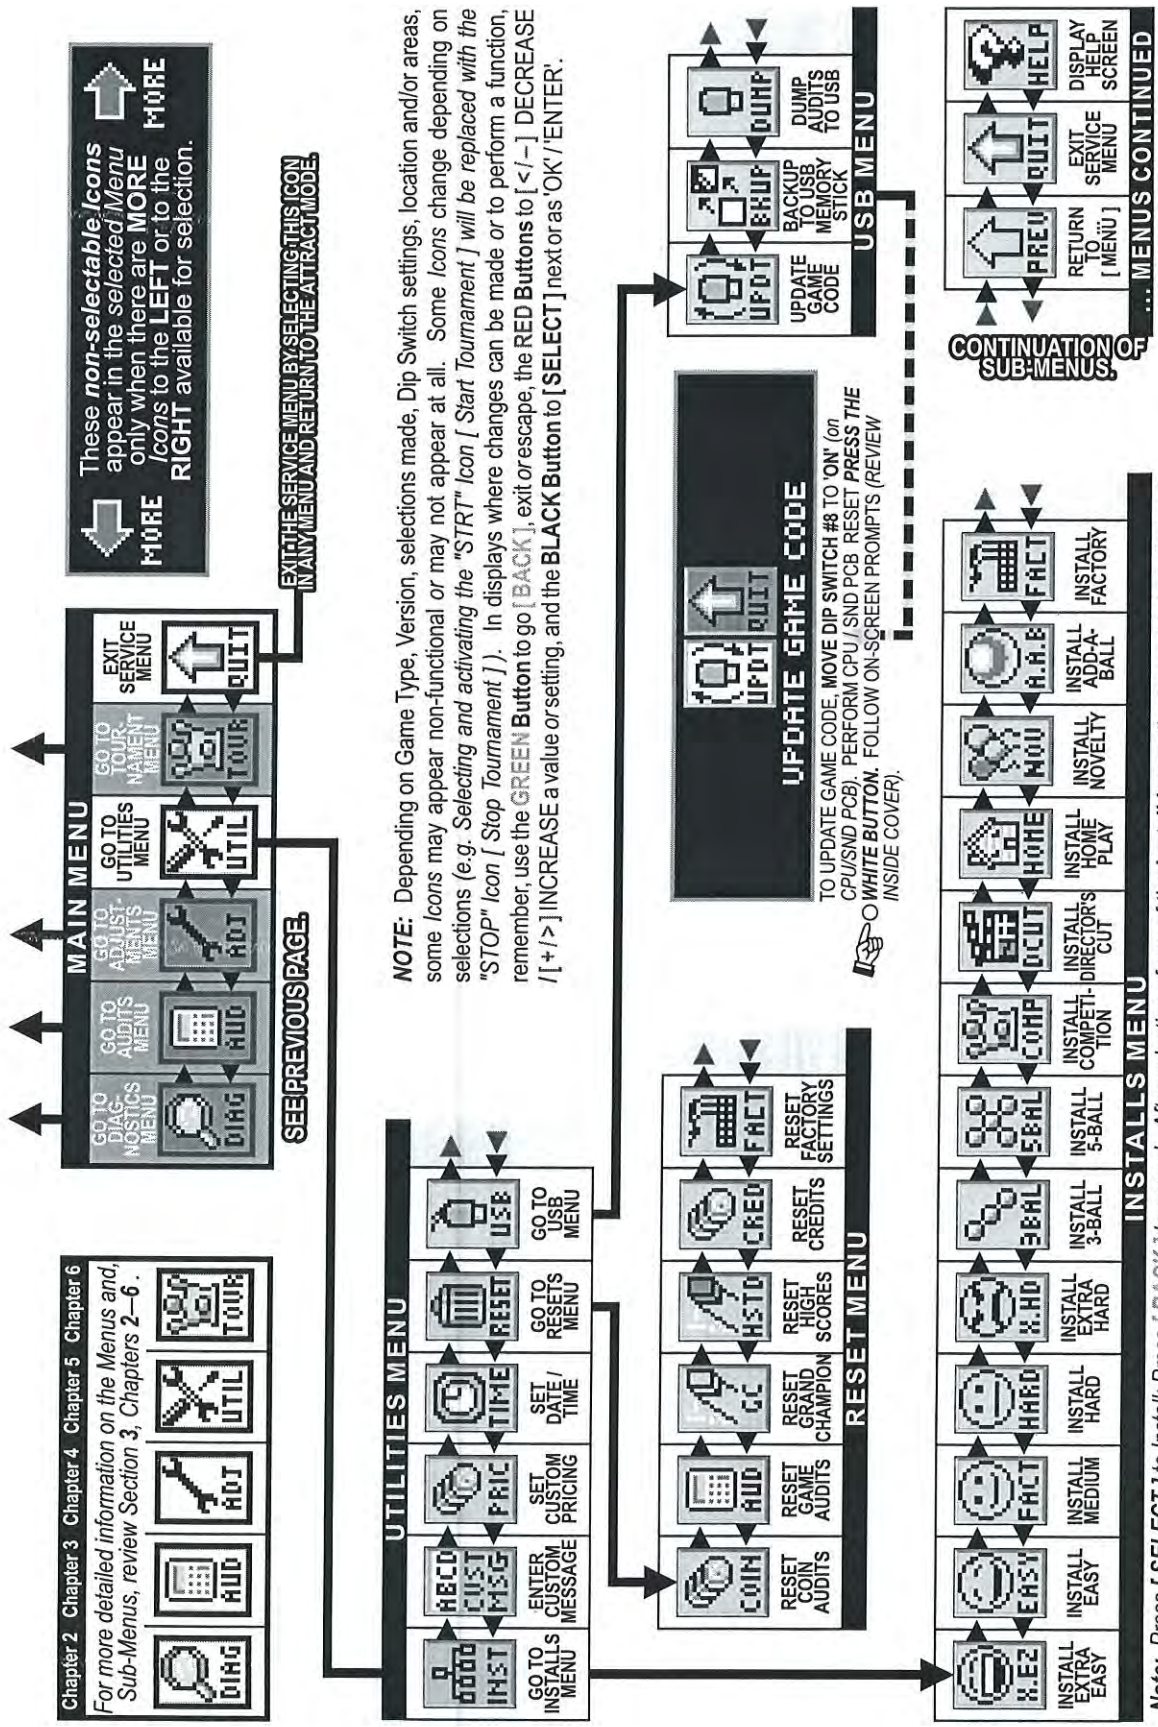 Chapter 2 Chapter 3 Chapter 4 Chapter 5 Chapter 6
For more detailed information on the Menus and,
Sub-Menus, review Section 3, Chapters 2–6 .
DIAG
AUD
ADJ
UTIL
TOUR
MAIN MENU
GO TO
DIAG-
NOSTICS
MENU
GO TO
AUDITS
MENU
GO TO
ADJUST-
MENTS
MENU
GO TO
UTILITIES
MENU
GO TO
TOUR-
NAMENT
MENU
EXIT
SERVICE
MENU
DIAG
AUD
ADJ
UTIL
TOUR
QUIT
SEE PREVIOUS PAGE.
MORE
These non-selectable Icons
appear in the selected Menu
only when there are MORE
Icons to the LEFT or to the
RIGHT available for selection.
MORE
EXIT THE SERVICE MENU BY SELECTING THIS ICON
IN ANY MENU AND RETURN TO THE ATTRACT MODE.
UTILITIES MENU
INST
ABCD
CUST
MSG
PRIC
TIME
RESET
USB
GO TO
INSTALLS
MENU
ENTER
CUSTOM
MESSAGE
SET
CUSTOM
PRICING
SET
DATE /
TIME
GO TO
RESETS
MENU
GO TO
USB
MENU
NOTE: Depending on Game Type, Version, selections made, Dip Switch settings, location and/or areas,
some Icons may appear non-functional or may not appear at all. Some Icons change depending on
selections (e.g. Selecting and activating the "STRT" Icon [ Start Tournament ] will be replaced with the
"STOP" Icon [ Stop Tournament ] ). In displays where changes can be made or to perform a function,
remember, use the GREEN Button to go [BACK], exit or escape, the RED Buttons to [ < / – ] DECREASE
/ [ + / > ] INCREASE a value or setting, and the BLACK Button to [ SELECT ] next or as 'OK' / 'ENTER'.
COIN
AUD
GC
HSTD
CRED
FACT
RESET
COIN
AUDITS
RESET
GAME
AUDITS
RESET
GRAND
CHAMPION
RESET
HIGH
SCORES
RESET
CREDITS
RESET
FACTORY
SETTINGS
RESET MENU
UPDT
QUIT
UPDATE GAME CODE
TO UPDATE GAME CODE, MOVE DIP SWITCH #8 TO 'ON' (on
CPU/SND PCB). PERFORM CPU / SND PCB RESET PRESS THE
WHITE BUTTON. FOLLOW ON-SCREEN PROMPTS (REVIEW
INSIDE COVER).
UPDT
BKUP
DUMP
UPDATE
GAME
CODE
BACKUP
TO USB
MEMORY
STICK
DUMP
AUDITS
TO USB
USB MENU
X.EZ
EASY
FACT
HARD
X.HD
3BAL
5BAL
COMP
DCUT
HOME
NOV
A.A.B
FACT
INSTALL
EXTRA
EASY
INSTALL
EASY
INSTALL
MEDIUM
INSTALL
HARD
INSTALL
EXTRA
HARD
INSTALL
3-BALL
INSTALL
5-BALL
INSTALL
COMPETI-
TION
INSTALL
DIRECTOR'S
CUT
INSTALL
HOME
PLAY
INSTALL
NOVELTY
INSTALL
ADD-A-
BALL
INSTALL
FACTORY
INSTALLS MENU
CONTINUATION OF
SUB-MENUS.
PREV
QUIT
HELP
RETURN
TO
[ MENU ]
EXIT
SERVICE
MENU
DISPLAY
HELP
SCREEN
... MENUS CONTINUED